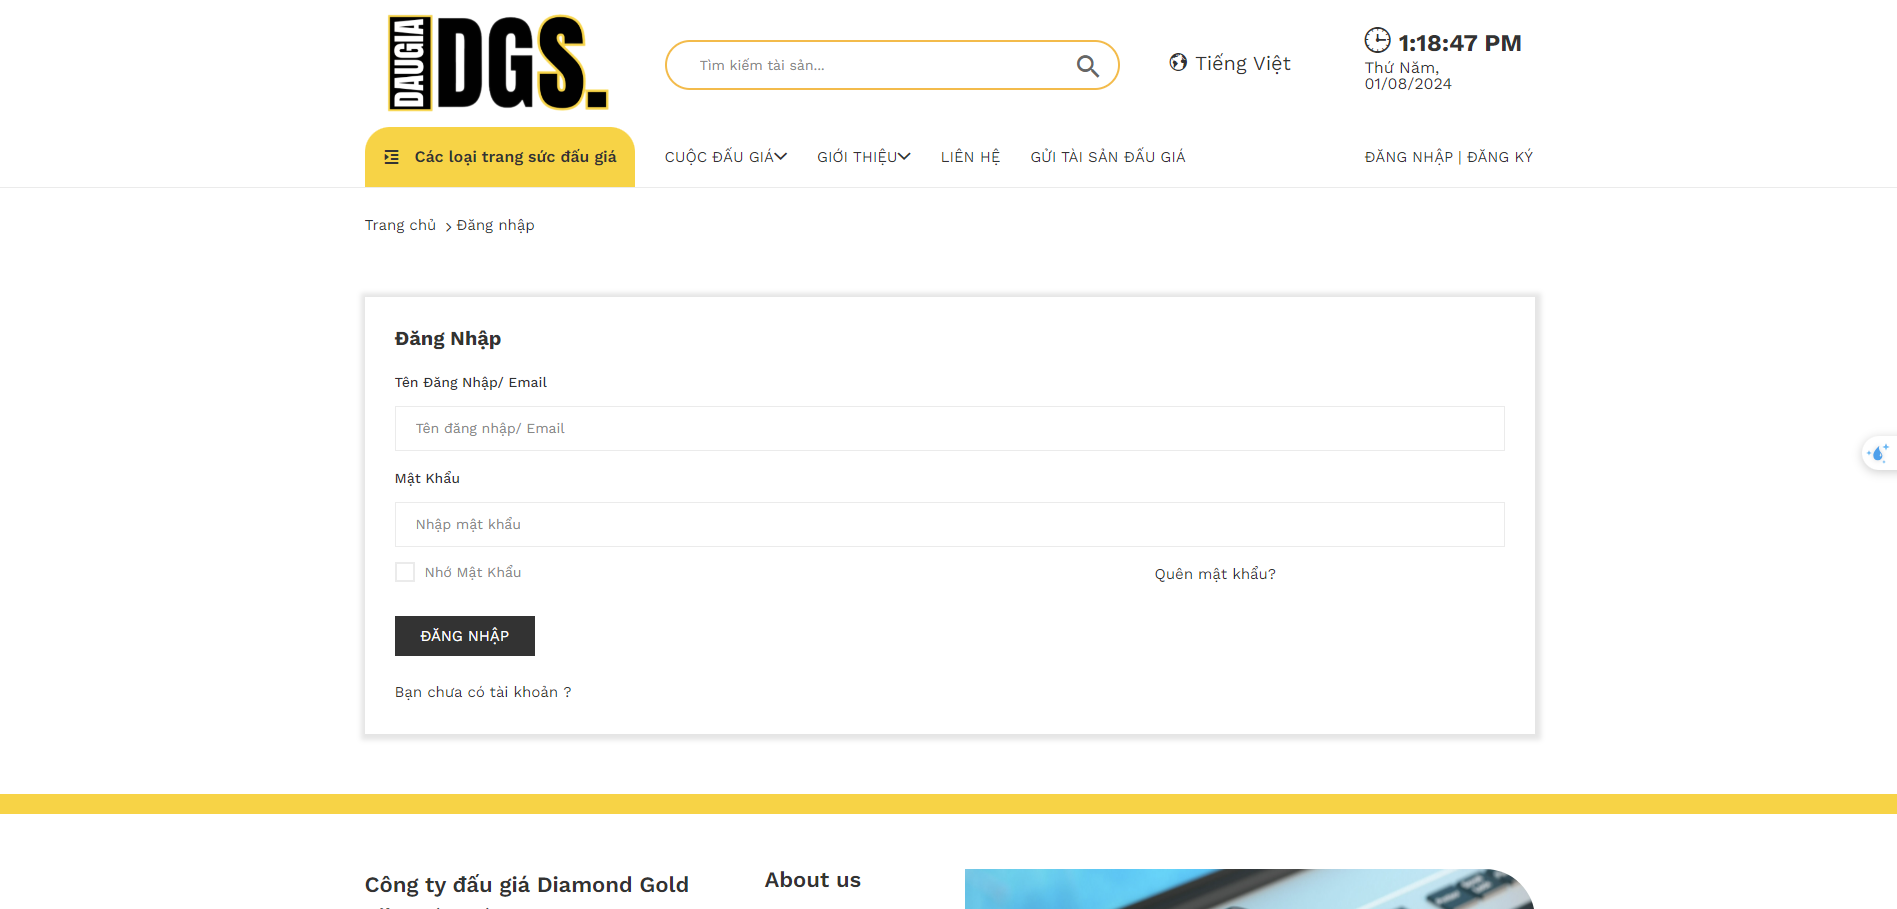 DAUGIA
DGS.
Tìm kiếm tài sản...
Tiếng Việt
1:18:47 PM
Thứ Năm,
01/08/2024
Các loại trang sức đấu giá
CUỘC ĐẤU GIÁ
GIỚI THIỆU
LIÊN HỆ
GỬI TÀI SẢN ĐẤU GIÁ
ĐĂNG NHẬP | ĐĂNG KÝ
Trang chủ > Đăng nhập
Đăng Nhập
Tên Đăng Nhập/ Email
Tên đăng nhập/ Email
Mật Khẩu
Nhập mật khẩu
Nhớ Mật Khẩu
Quên mật khẩu?
ĐĂNG NHẬP
Bạn chưa có tài khoản ?
Công ty đấu giá Diamond Gold
About us